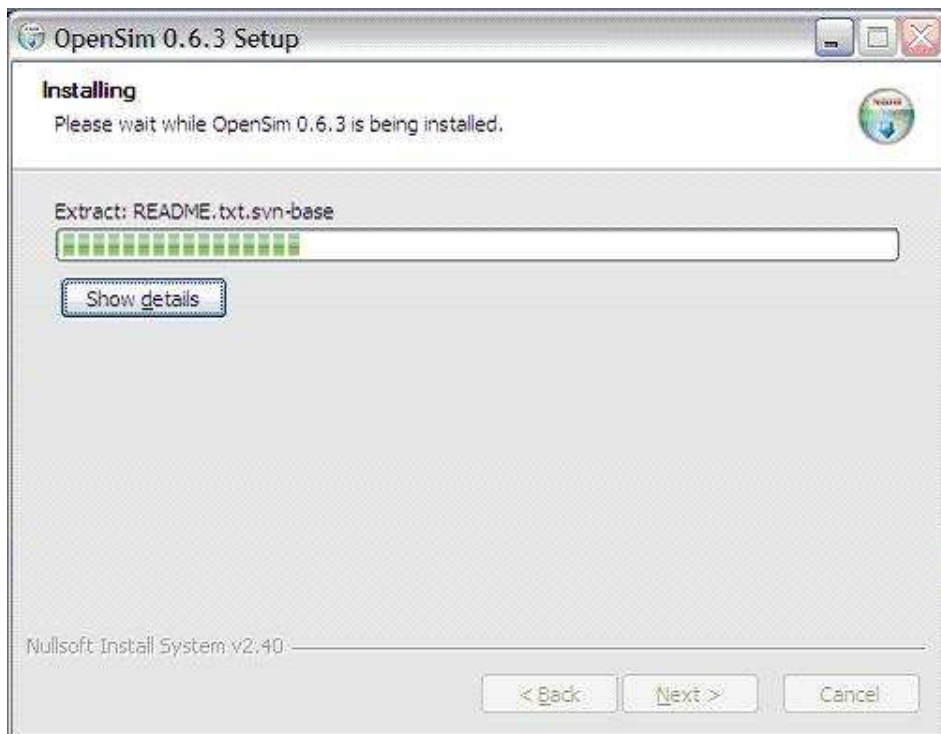 OpenSim 0.6.3 Setup
Installing
Please wait while OpenSim 0.6.3 is being installed.
Extract: README.txt.svn-base
Show details
Nullsoft Install System v2.40
< Back
Next >
Cancel